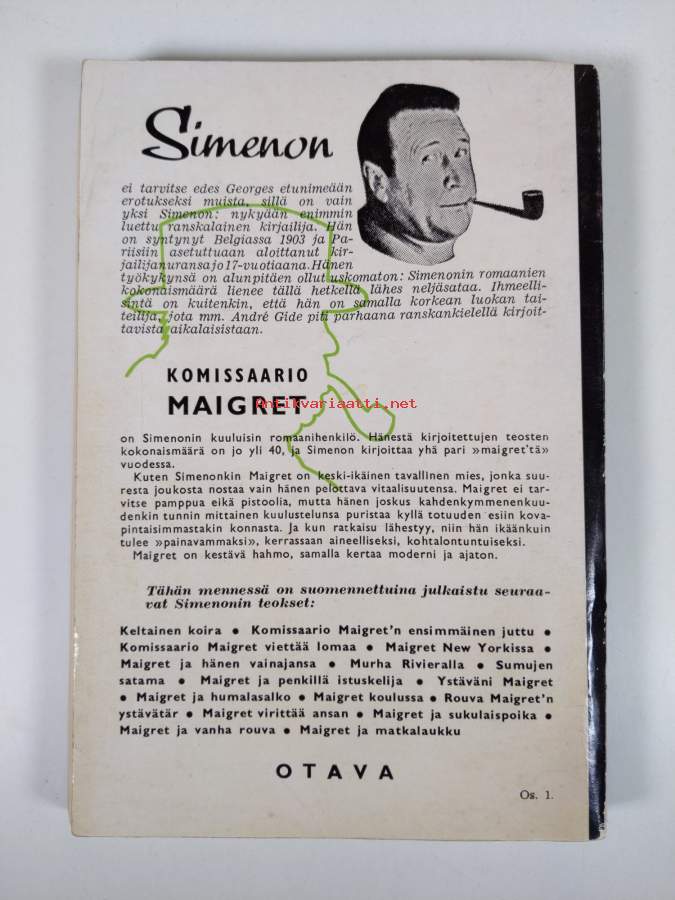 Simenon
ei tarvitse edes Georges etunimeään
erotukseksi muista, sillä on vain
yksi Simenon: nykyään enimmin
luettu ranskalainen kirjailija. Hän
on syntynyt Belgiassa 1903 ja Pa-
riisiin asetuttuaan aloittanut kir-
jailijanuransa jo 17-vuotiaana. Hänen
työkykynsä on alunpitäen ollut uskomaton: Simenonin romaanien
kokonaismäärä lienee tällä hetkellä lähes neljäsataa. Ihmeelli-
sintä on kuitenkin, että hän on samalla korkean luokan tai-
teilija, jota mm. André Gide piti parhaana ranskankielellä kirjoit-
tavista aikalaisistaan.
KOMISSAARIO
MAIGRET
Antikvariaatti.net
on Simenonin kuuluisin romaanihenkilö. Hänestä kirjoitettujen teosten
kokonaismäärä on jo yli 40, ja Simenon kirjoittaa yhä pari »maigret'tä»
vuodessa.
Kuten Simenonkin Maigret on keski-ikäinen tavallinen mies, jonka suu-
resta joukosta nostaa vain hänen pelottava vitaalisuutensa. Maigret ei tar-
vitse pamppua eikä pistoolia, mutta hänen joskus kahdenkymmenenkuu-
denkin tunnin mittainen kuulustelunsa puristaa kyllä totuuden esiin kova-
pintaisimmastakin konnasta. Ja kun ratkaisu lähestyy, niin hän ikäänkuin
tulee »painavammaksi», kerrassaan aineelliseksi, kohtalontuntuiseksi.
Maigret on kestävä hahmo, samalla kertaa moderni ja ajaton.
Tähän mennessä on suomennettuina julkaistu seuraa-
vat Simenonin teokset:
Keltainen koira ● Komissaario Maigret'n ensimmäinen juttu ●
Komissaario Maigret viettää lomaa ● Maigret New Yorkissa ●
Maigret ja hänen vainajansa ● Murha Rivieralla ● Sumujen
satama ● Maigret ja penkillä istuskelija ● Ystäväni Maigret
● Maigret ja humalasalko ● Maigret koulussa ● Rouva Maigret'n
ystävätär ● Maigret virittää ansan ● Maigret ja sukulaispoika ●
Maigret ja vanha rouva ● Maigret ja matkalaukku
OTAVA
Os. 1.